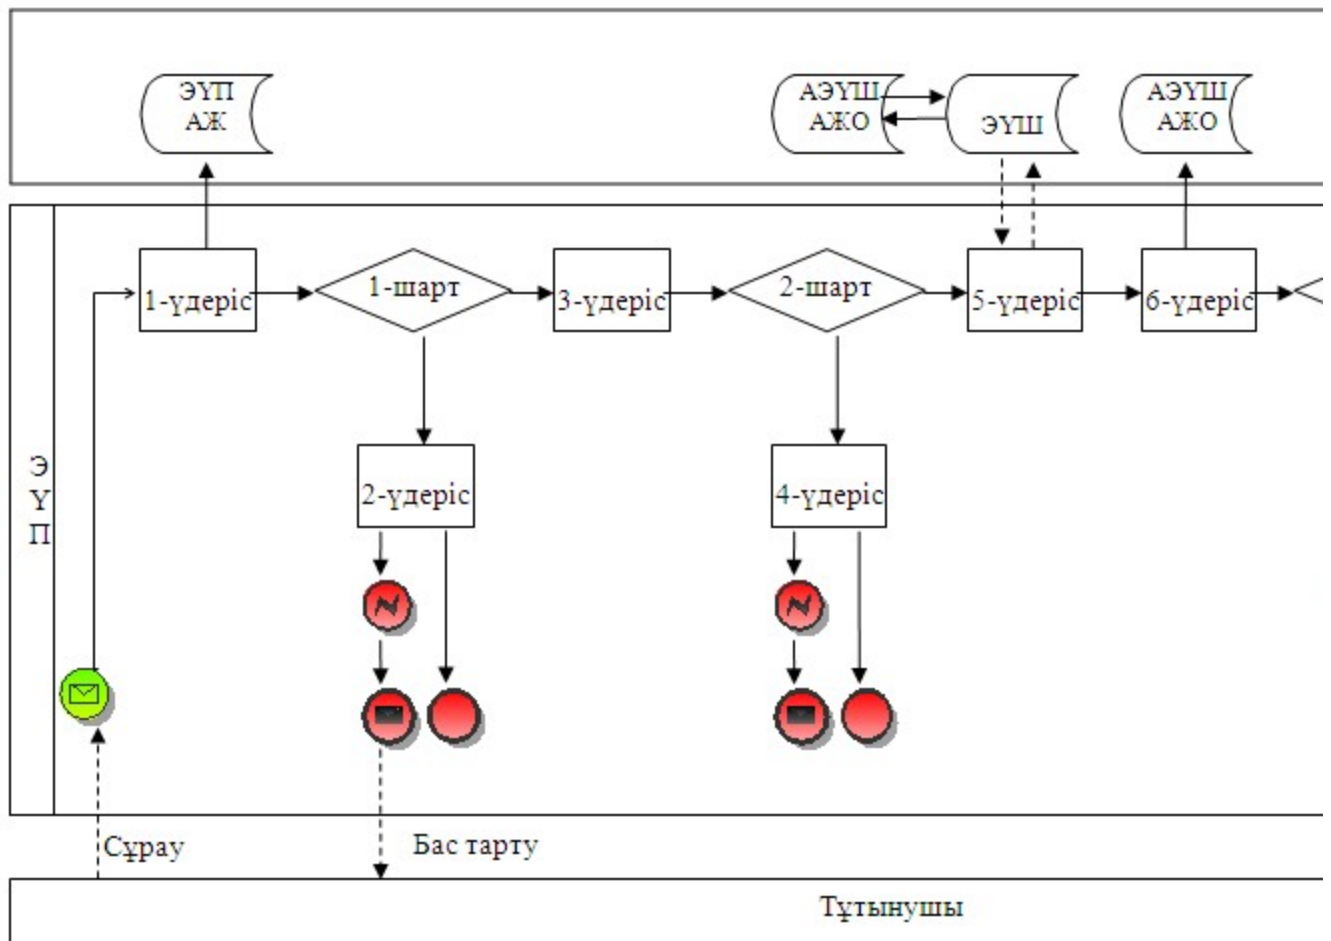 ЭҮП
АЖ
АЭҮШ
АЖО
ЭҮШ
АЭҮШ
АЖО
1-үдеріс
1-шарт
3-үдеріс
2-шарт
5-үдеріс
6-үдеріс
Э
Ү
П
2-үдеріс
4-үдеріс
Сұрау
Бас тарту
Тұтынушы